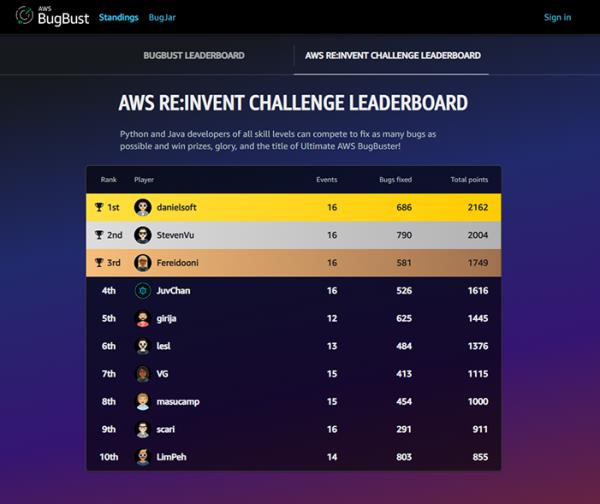 AWS
BugBust
Standings
BugJar
Sign in
BUGBUST LEADERBOARD
AWS RE:INVENT CHALLENGE LEADERBOARD
AWS RE:INVENT CHALLENGE LEADERBOARD
Python and Java developers of all skill levels can compete to fix as many bugs as
possible and win prizes, glory, and the title of Ultimate AWS BugBuster!
Rank Player Events Bugs fixed Total points
1st danielsoft 16 686 2162
2nd StevenVu 16 790 2004
3rd Fereidooni 16 581 1749
4th JuvChan 16 526 1616
5th girija 12 625 1445
6th lesl 13 484 1376
7th VG 15 413 1115
8th masucamp 15 454 1000
9th scari 16 291 911
10th LimPeh 14 803 855